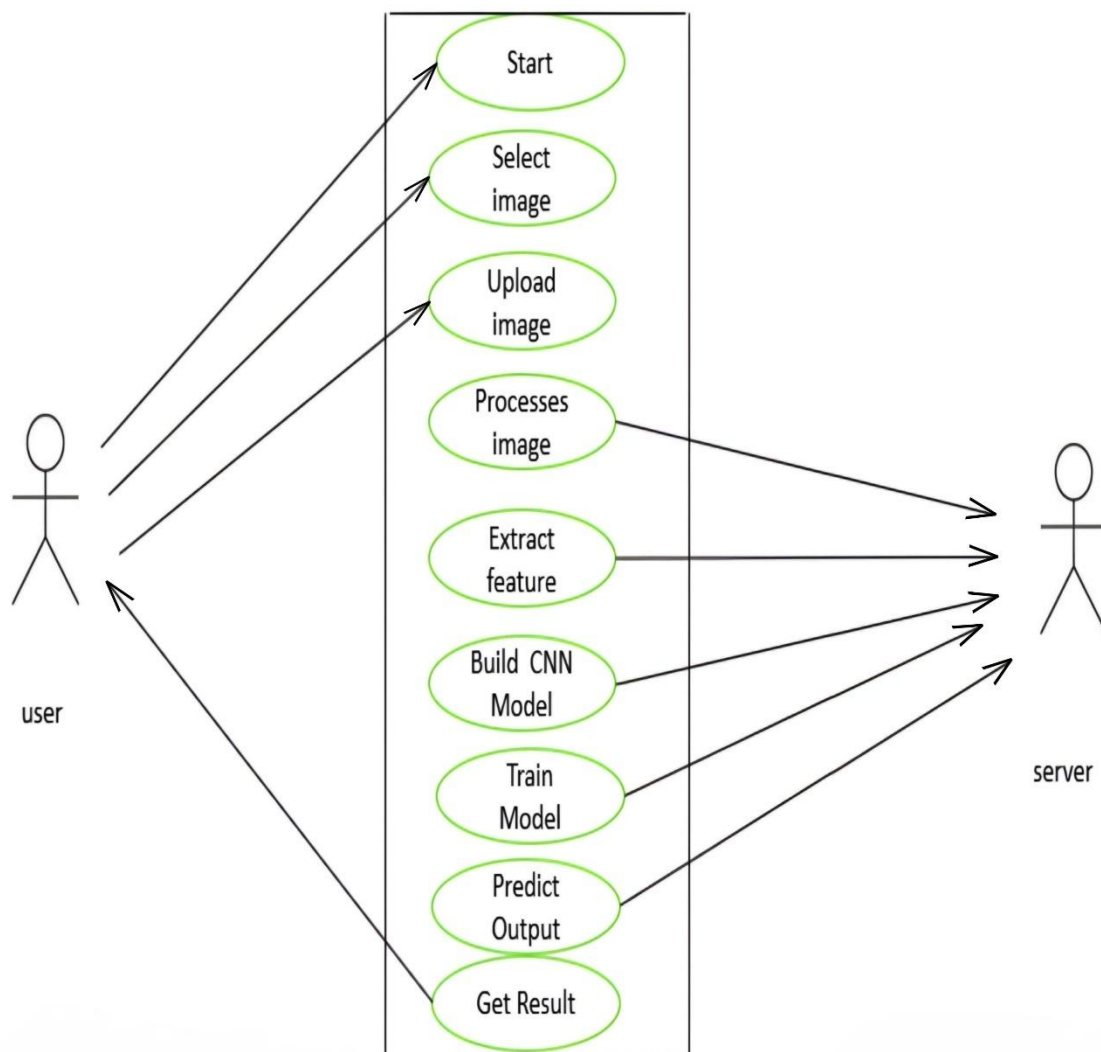 Start
Select
image
Upload
image
Processes
image
Extract
feature
Build CNN
Model
Train
Model
Predict
Output
Get Result
user
server